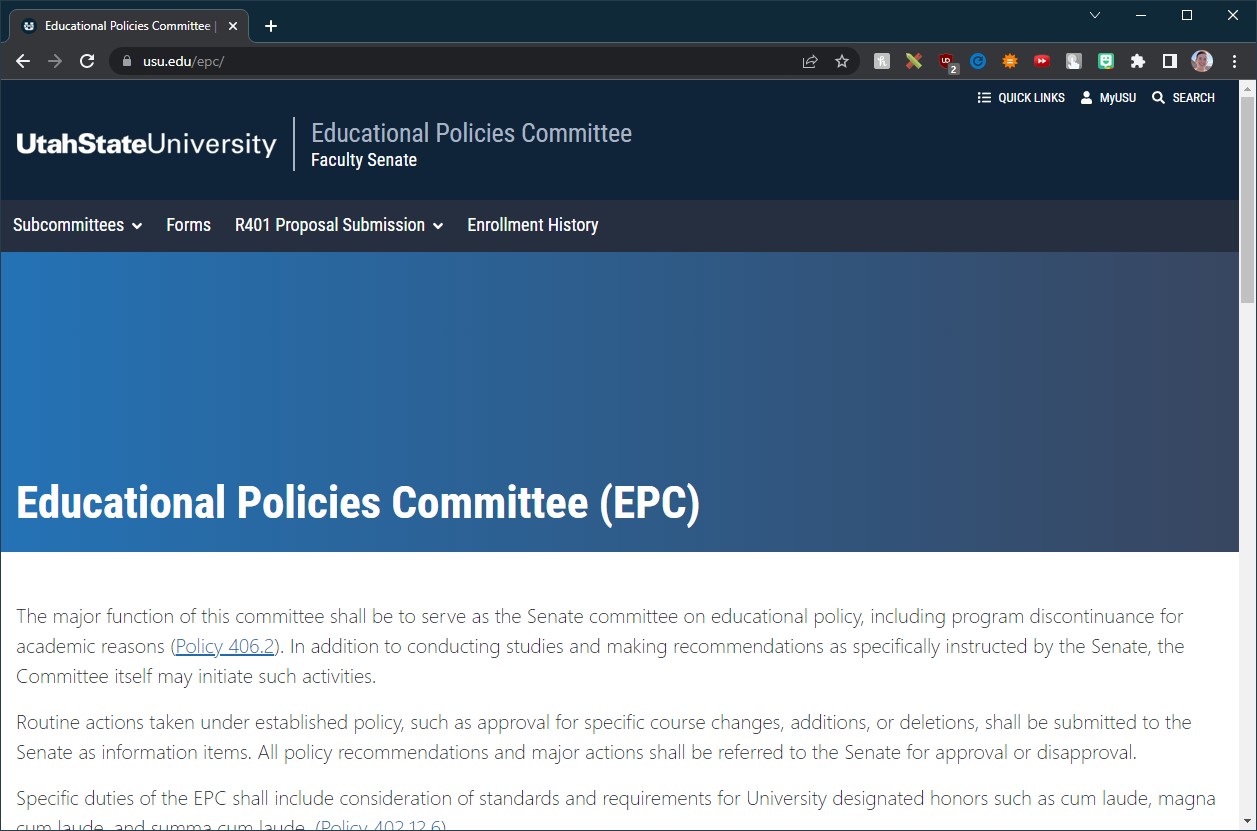 Educational Policies Committee |
usu.edu/epc/
2
QUICK LINKS MyUSU SEARCH
UtahStateUniversity
Educational Policies Committee
Faculty Senate
Subcommittees Forms R401 Proposal Submission Enrollment History
Educational Policies Committee (EPC)
The major function of this committee shall be to serve as the Senate committee on educational policy, including program discontinuance for
academic reasons (Policy 406.2). In addition to conducting studies and making recommendations as specifically instructed by the Senate, the
Committee itself may initiate such activities.
Routine actions taken under established policy, such as approval for specific course changes, additions, or deletions, shall be submitted to the
Senate as information items. All policy recommendations and major actions shall be referred to the Senate for approval or disapproval.
Specific duties of the EPC shall include consideration of standards and requirements for University designated honors such as cum laude, magna
cum laude, and summa cum laude. (Policy 402.12.6)